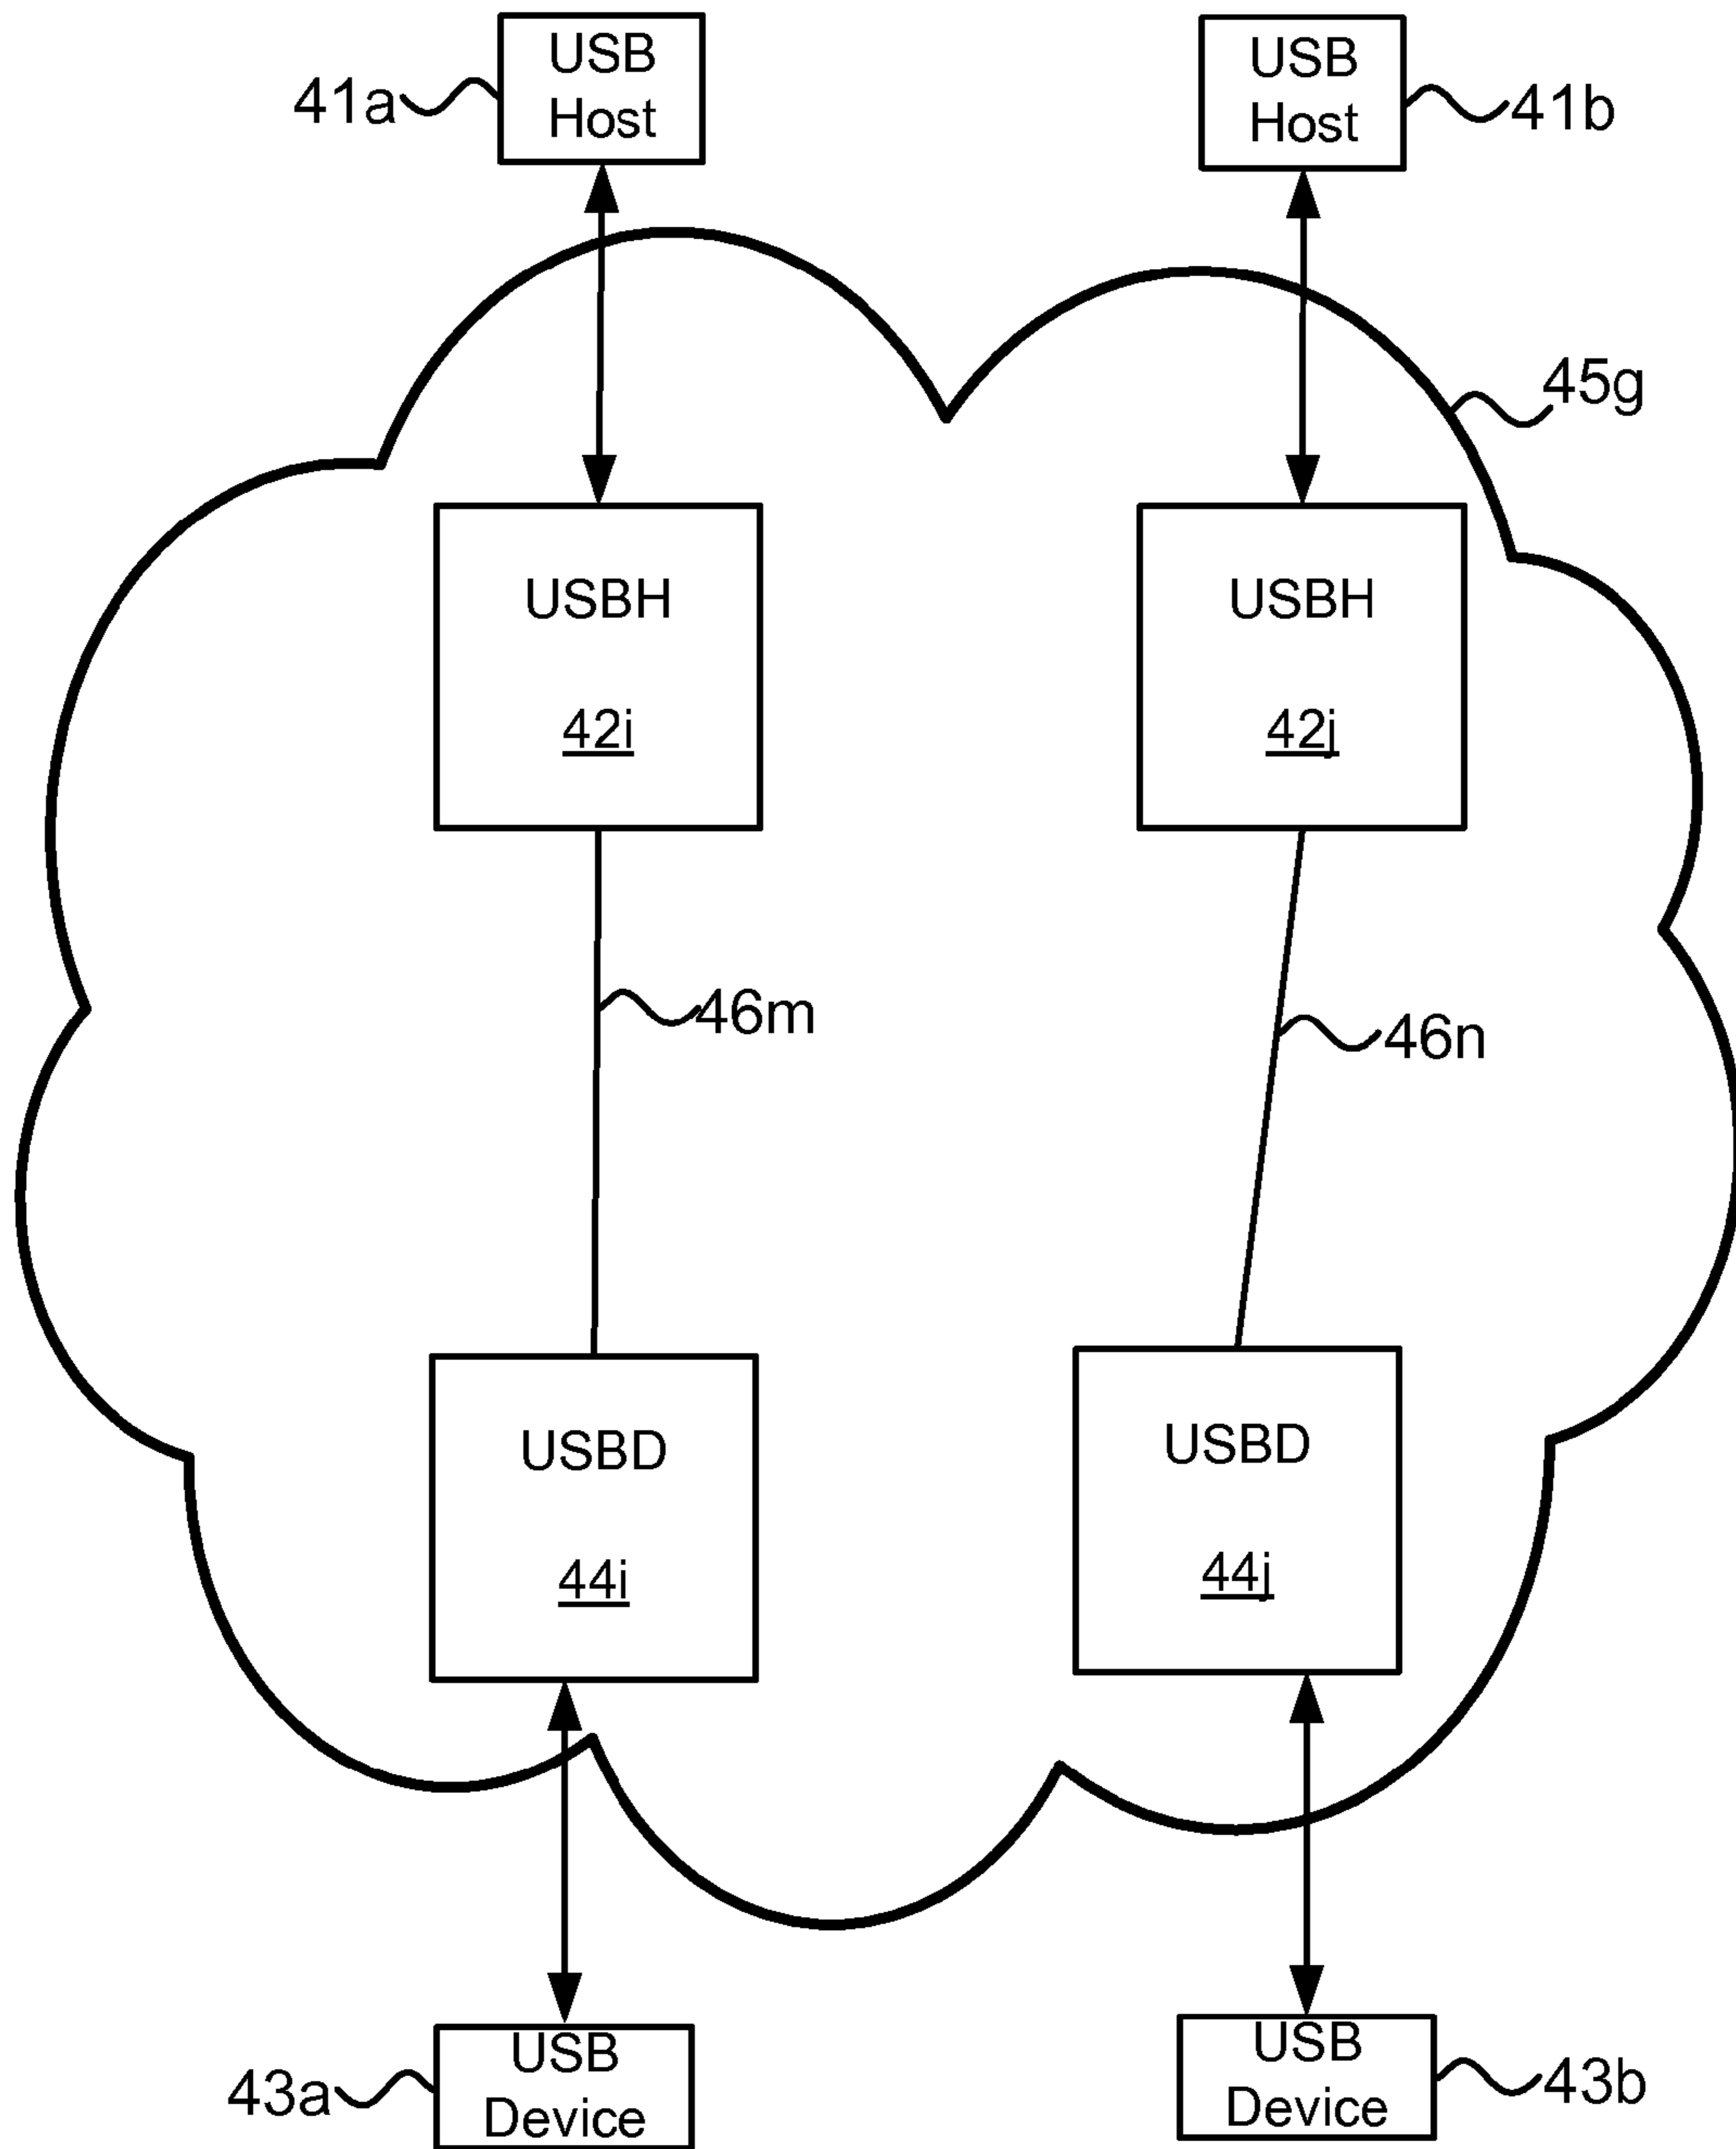 USB
Host
41a
USB
Host
41b
45g
USBH
42i
USBH
42j
46m
46n
USBD
44i
USBD
44j
43a
USB
Device
USB
Device
43b